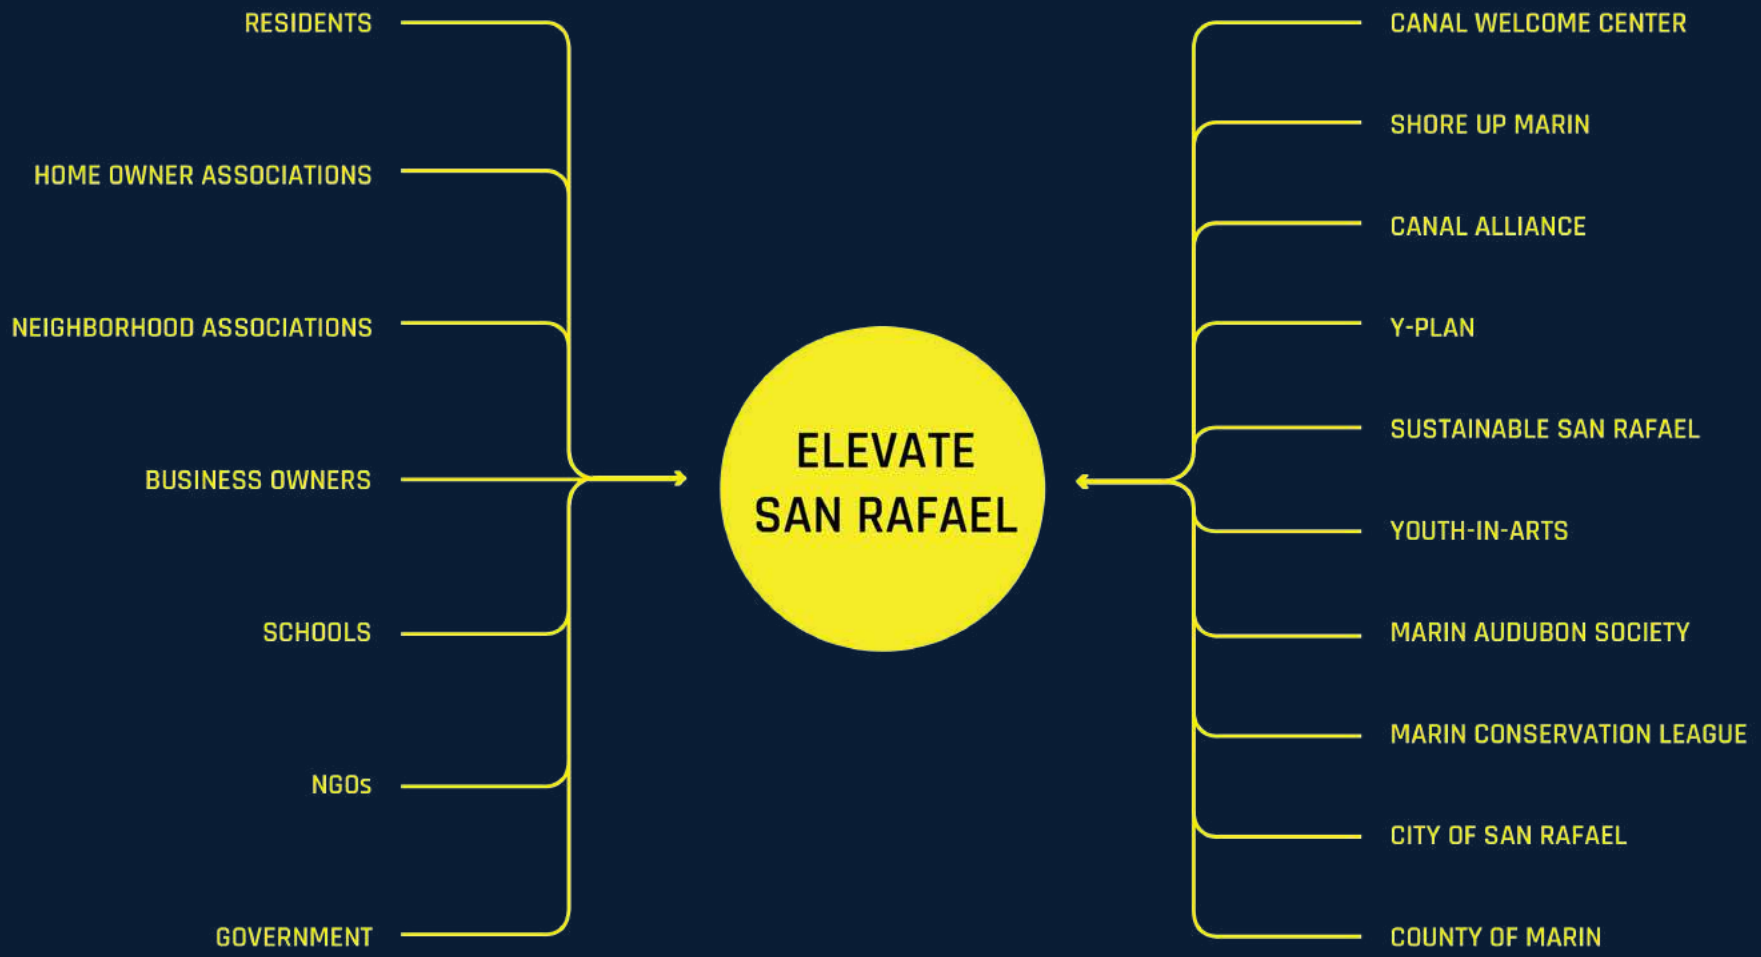 RESIDENTS
HOME OWNER ASSOCIATIONS
NEIGHBORHOOD ASSOCIATIONS
BUSINESS OWNERS
SCHOOLS
NGOs
GOVERNMENT
ELEVATE
SAN RAFAEL
CANAL WELCOME CENTER
SHORE UP MARIN
CANAL ALLIANCE
Y-PLAN
SUSTAINABLE SAN RAFAEL
YOUTH-IN-ARTS
MARIN AUDUBON SOCIETY
MARIN CONSERVATION LEAGUE
CITY OF SAN RAFAEL
COUNTY OF MARIN